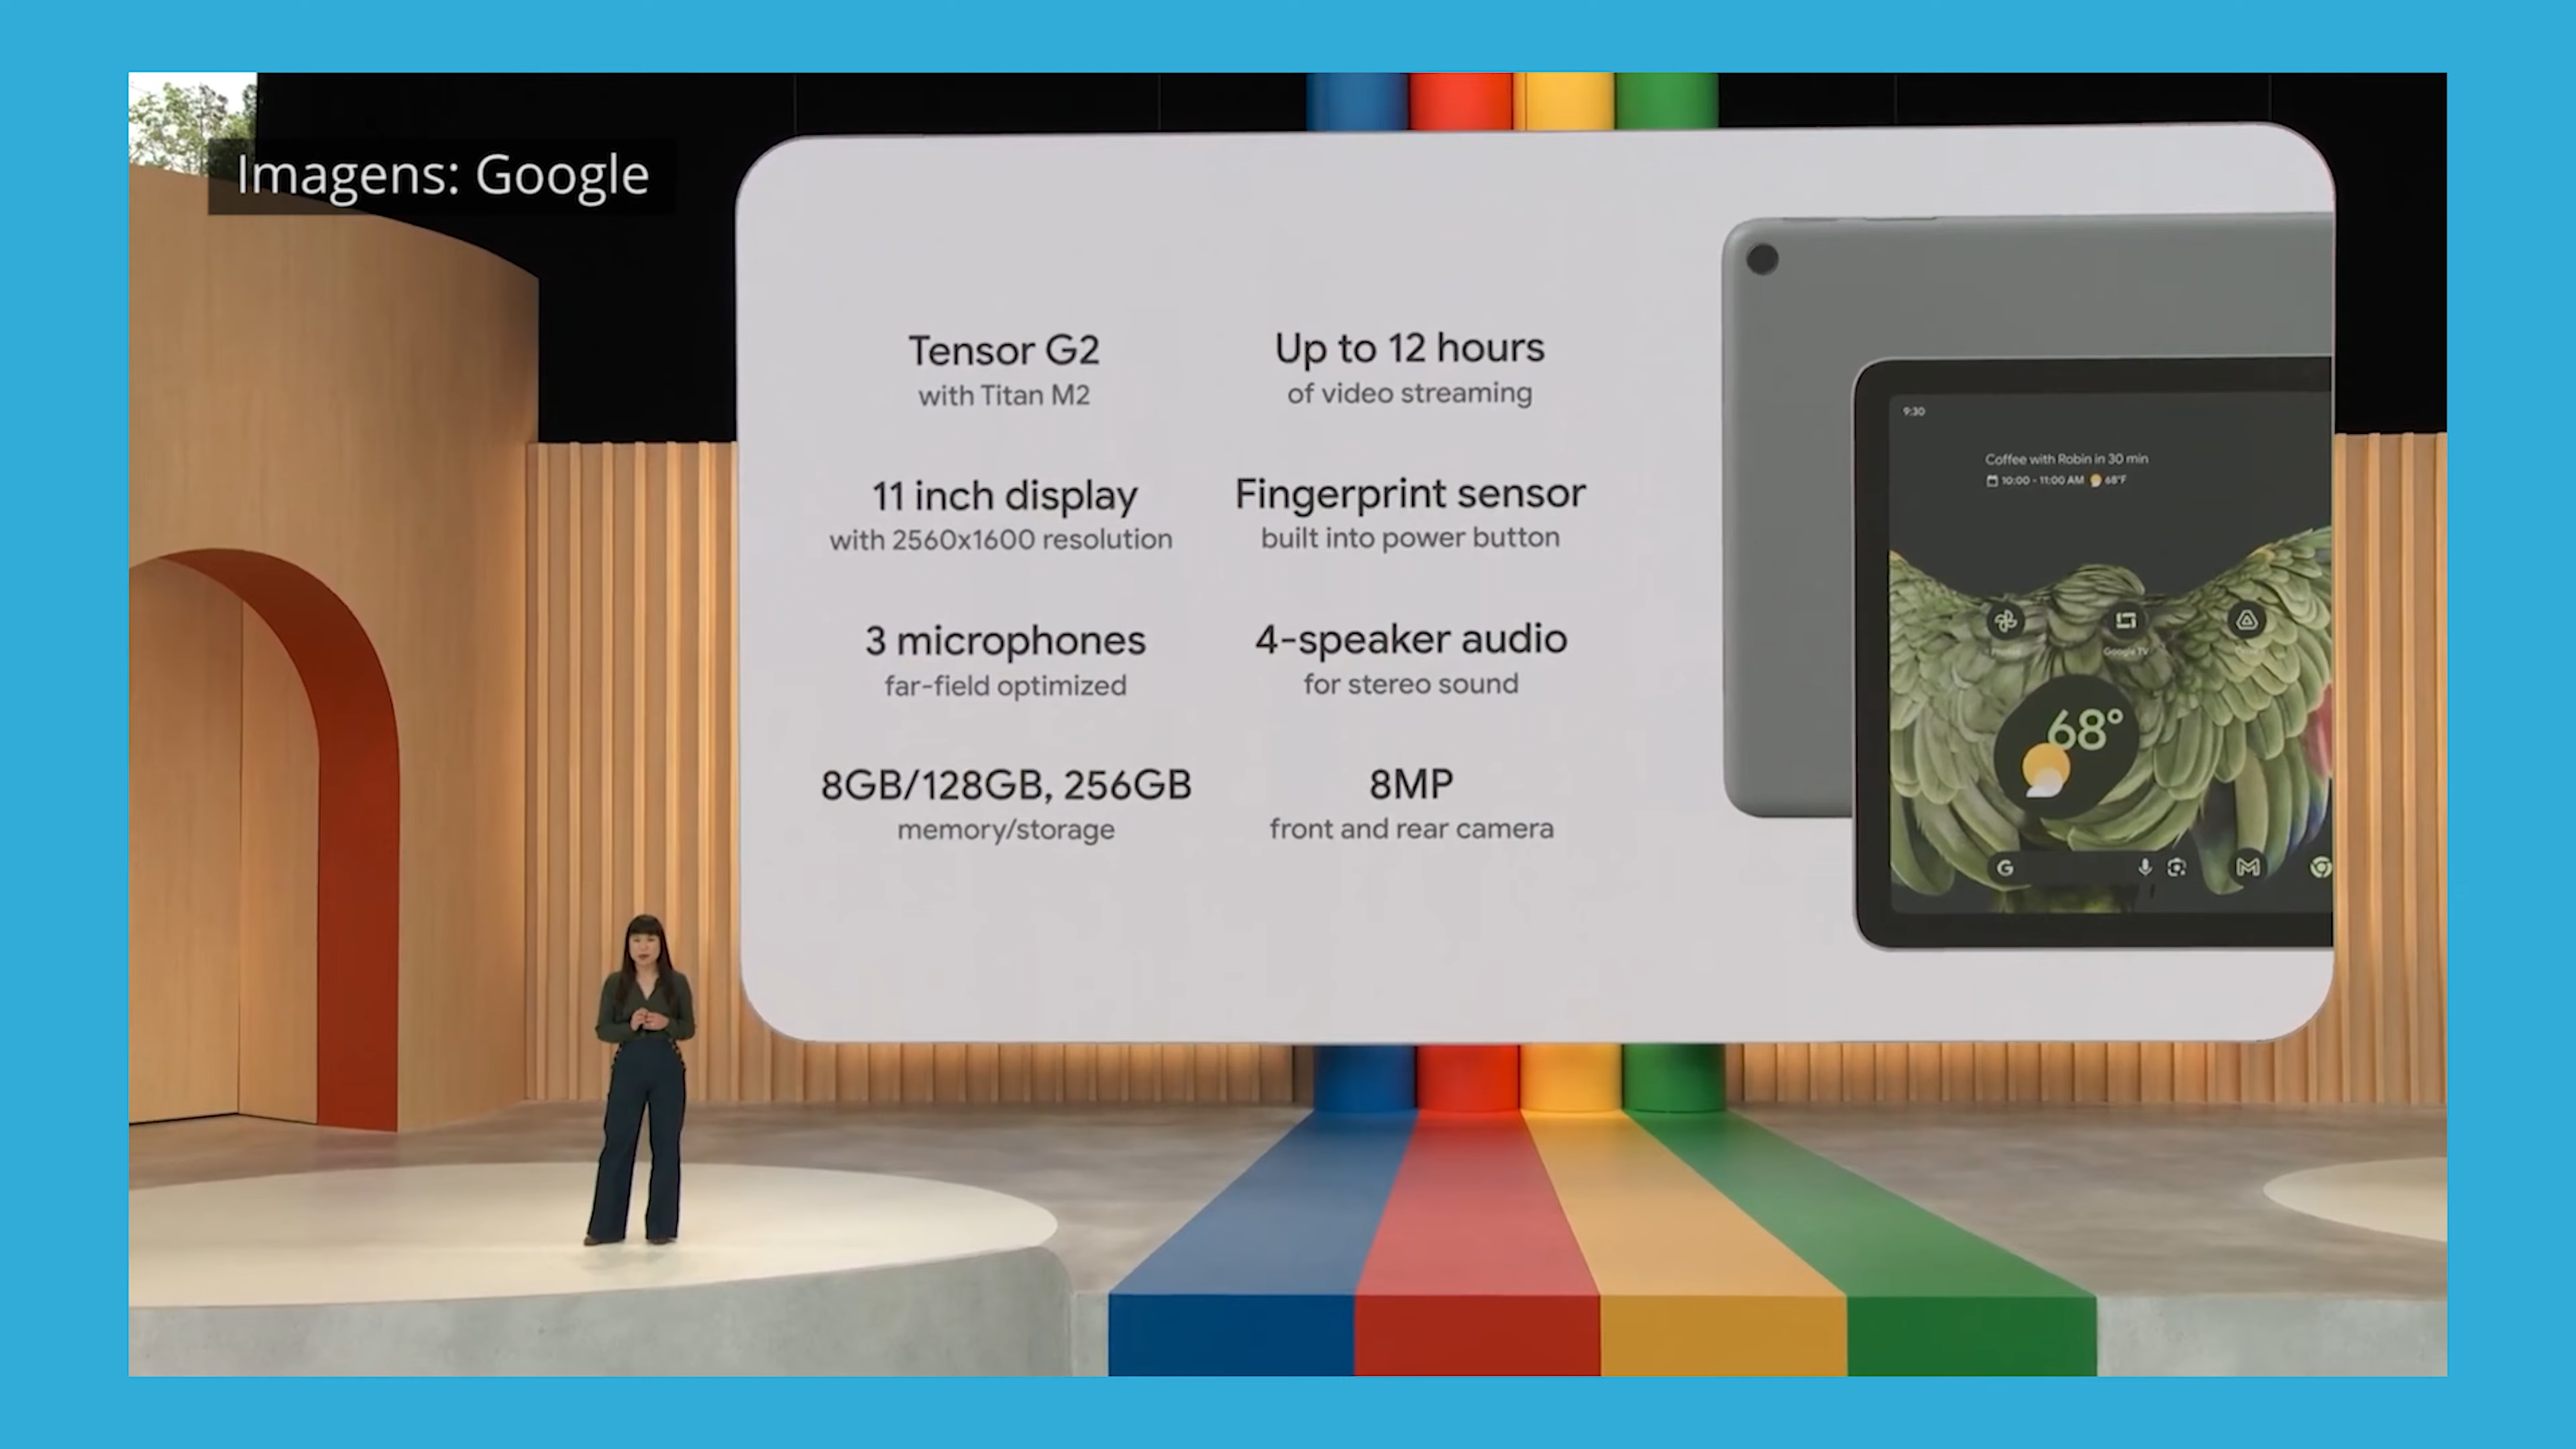 Imagens: Google
Tensor G2
with Titan M2
Up to 12 hours
of video streaming
11 inch display
with 2560x1600 resolution
Fingerprint sensor
built into power button
3 microphones
far-field optimized
4-speaker audio
for stereo sound
8GB/128GB, 256GB
memory/storage
8MP
front and rear camera
9:30
Coffee with Robin in 30 min
10:00 - 11:00 AM 68°F
Google TV
68°
G